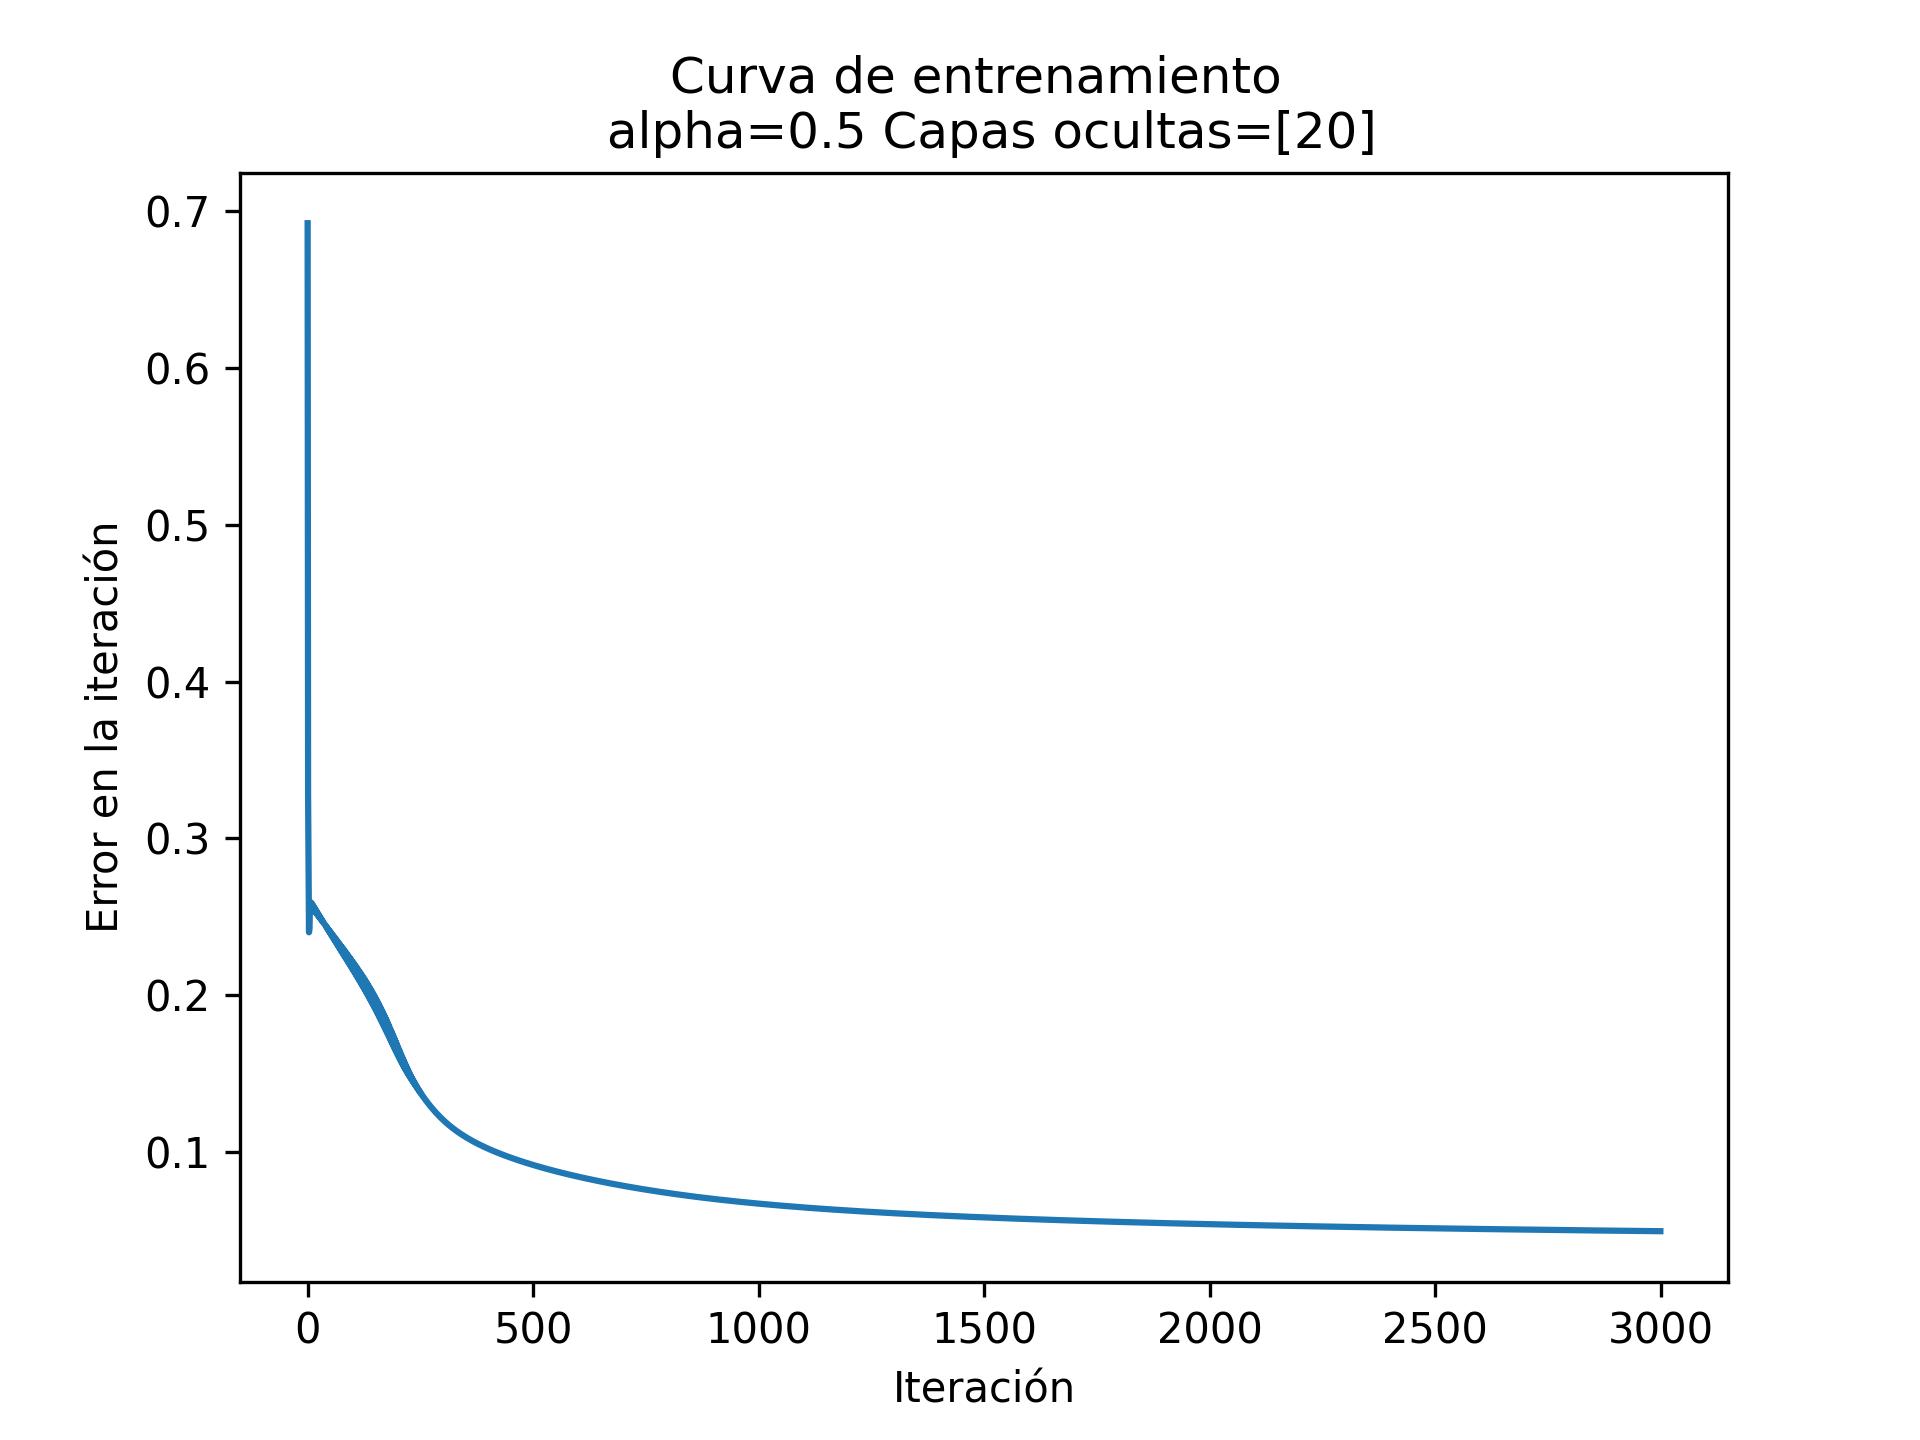 Curva de entrenamiento
alpha=0.5 Capas ocultas=[20]
Error en la iteración
0.7
0.6
0.5
0.4
0.3
0.2
0.1
0 500 1000 1500 2000 2500 3000
Iteración